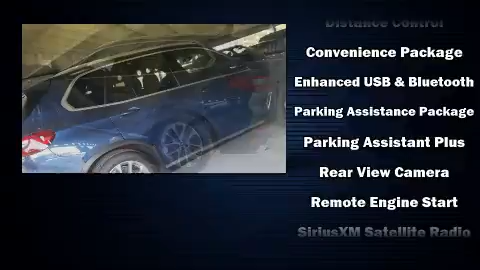 Distance Control
Convenience Package
Enhanced USB & Bluetooth
Parking Assistance Package
Parking Assistant Plus
Rear View Camera
Remote Engine Start
SiriusXM Satellite Radio